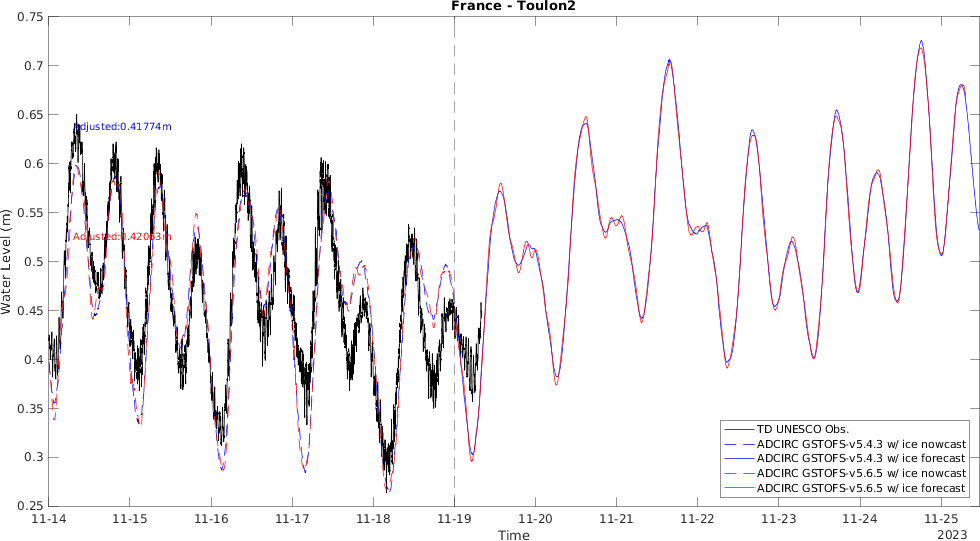 France - Toulon2
0.75
0.7
0.65
0.6
0.55
0.5
0.45
0.4
0.35
0.3
0.25
Water Level (m)
Adjusted:0.41774m
Adjusted:0.42063m
TD UNESCO Obs.
ADCIRC GSTOFS-v5.4.3 w/ ice nowcast
ADCIRC GSTOFS-v5.4.3 w/ ice forecast
ADCIRC GSTOFS-v5.6.5 w/ ice nowcast
ADCIRC GSTOFS-v5.6.5 w/ ice forecast
11-14 11-15 11-16 11-17 11-18 11-19 11-20 11-21 11-22 11-23 11-24 11-25
Time
2023